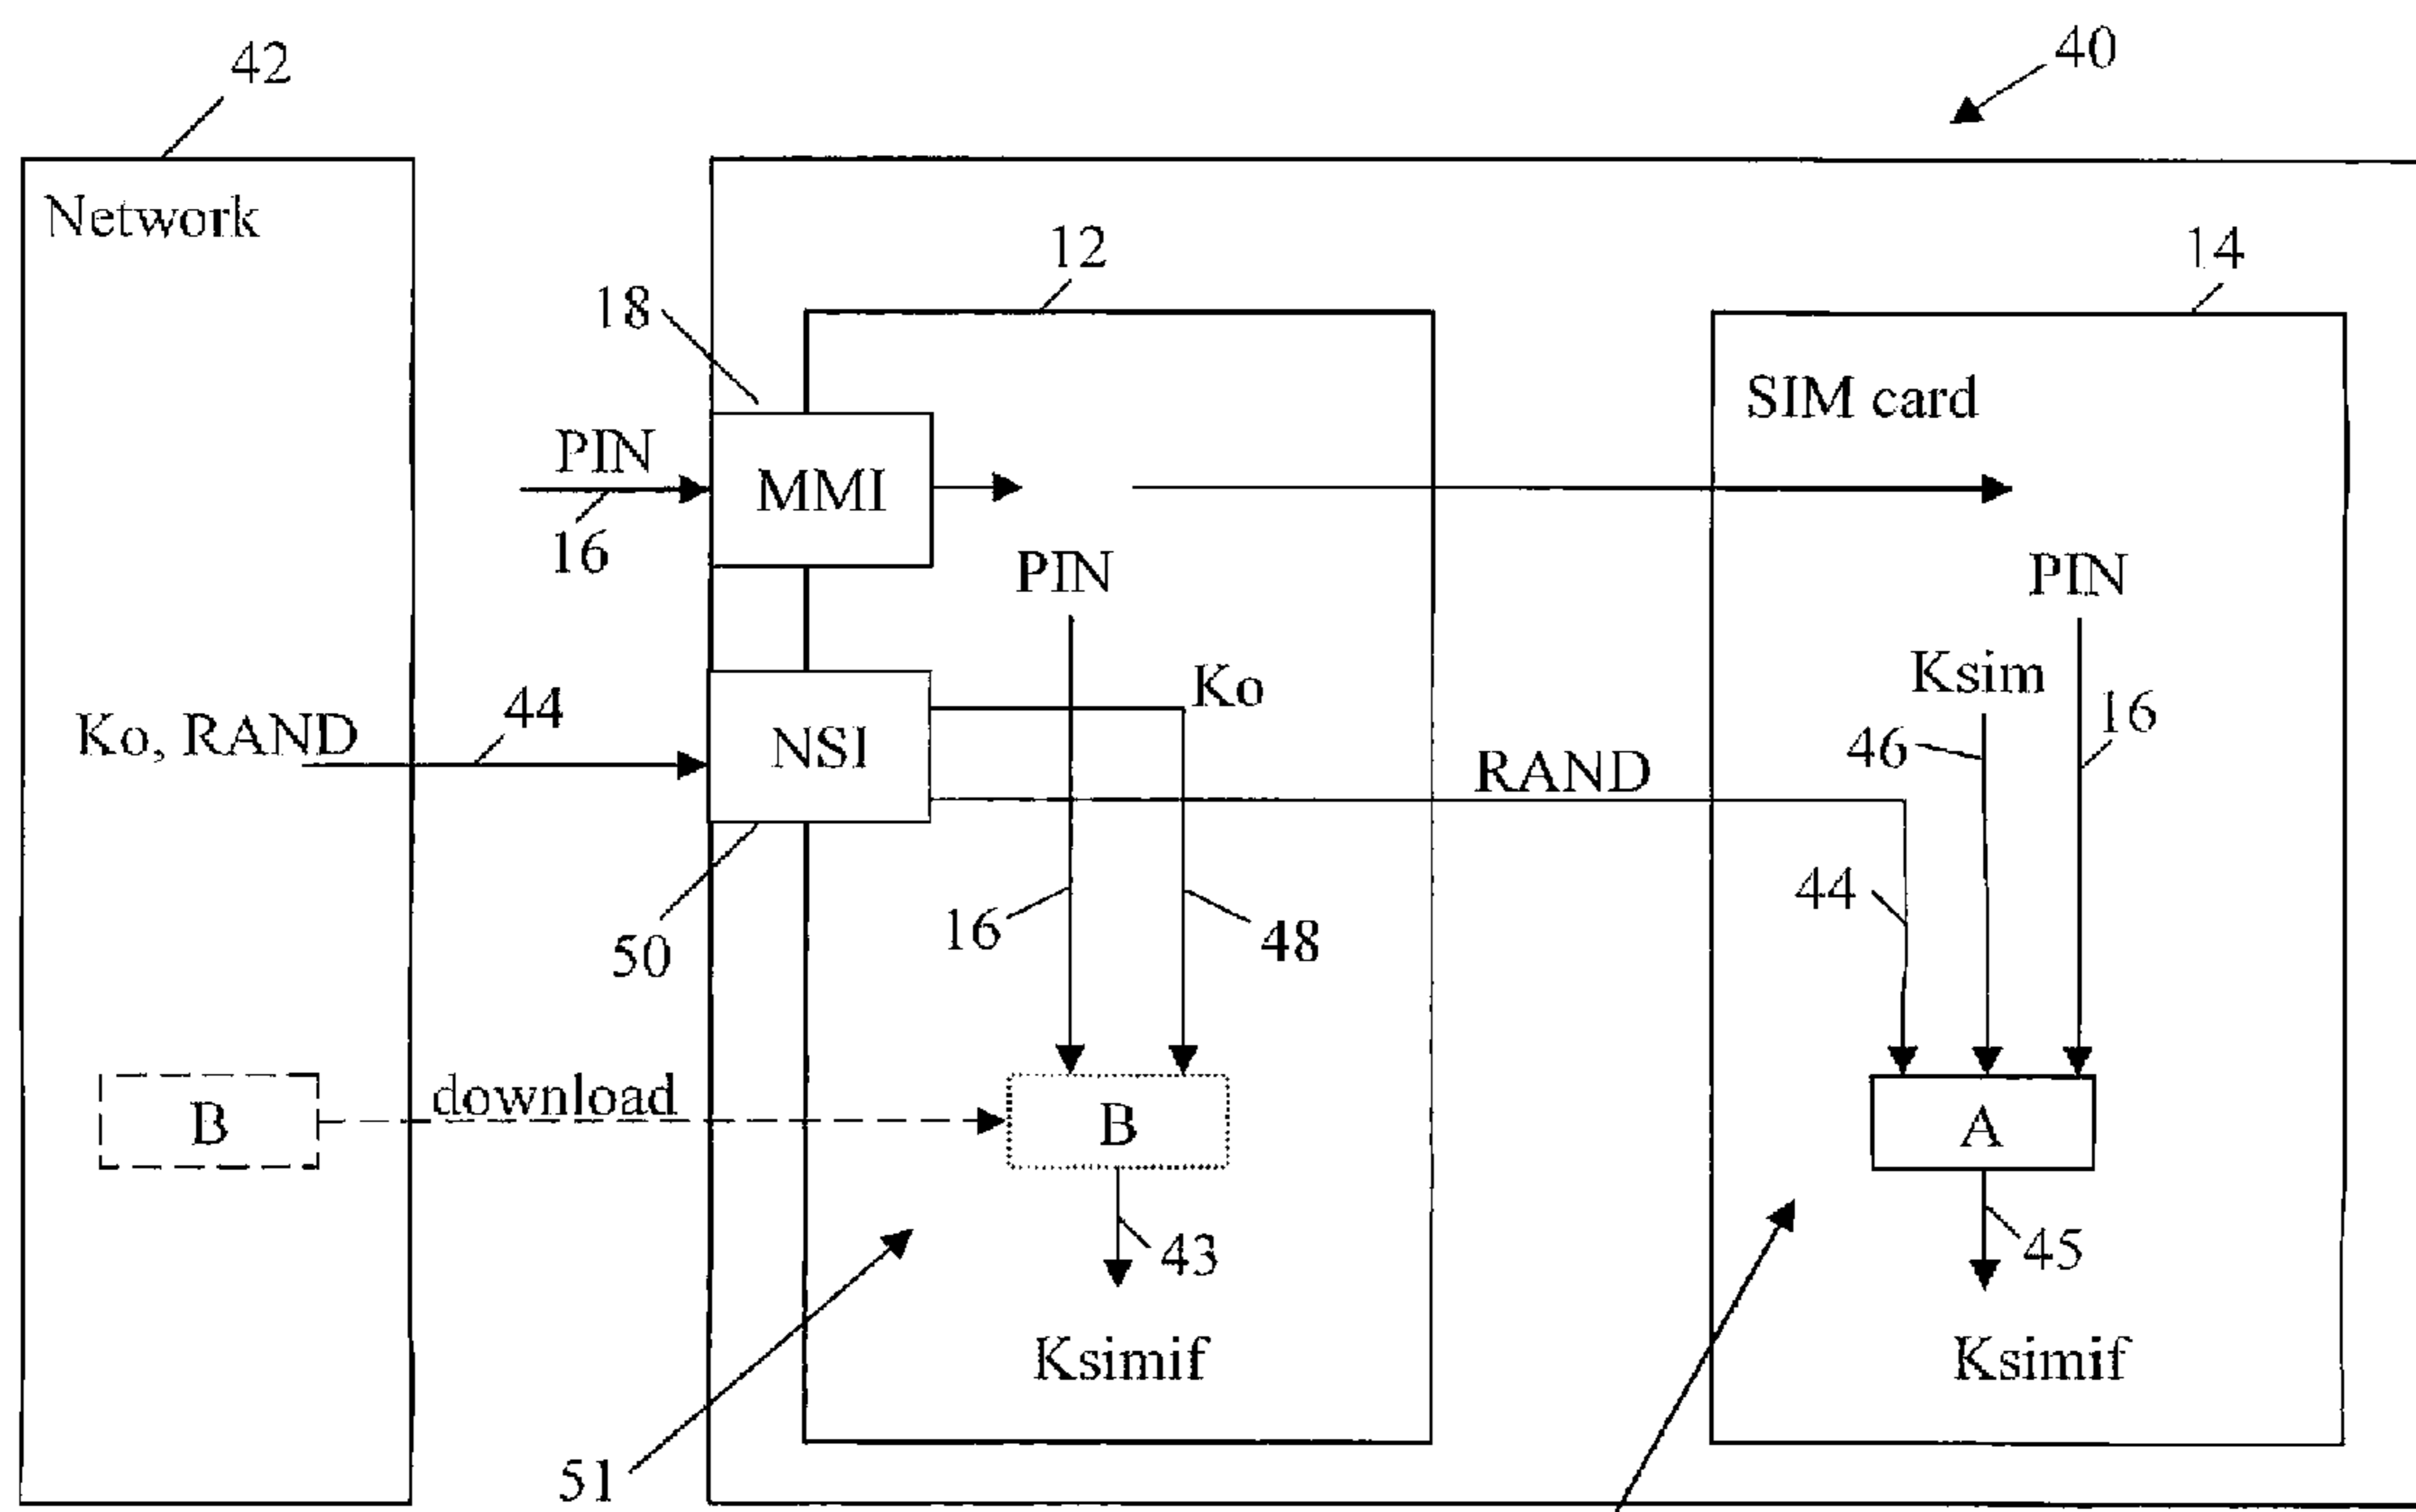 42
40
Network
12
14
18
SIM card
PIN
MMI
16
PIN
PIN
Ko
Ksim
16
44
Ko, RAND
NSI
46
RAND
44
50
16
48
download
B
B
A
43
45
Ksimif
Ksimif
51